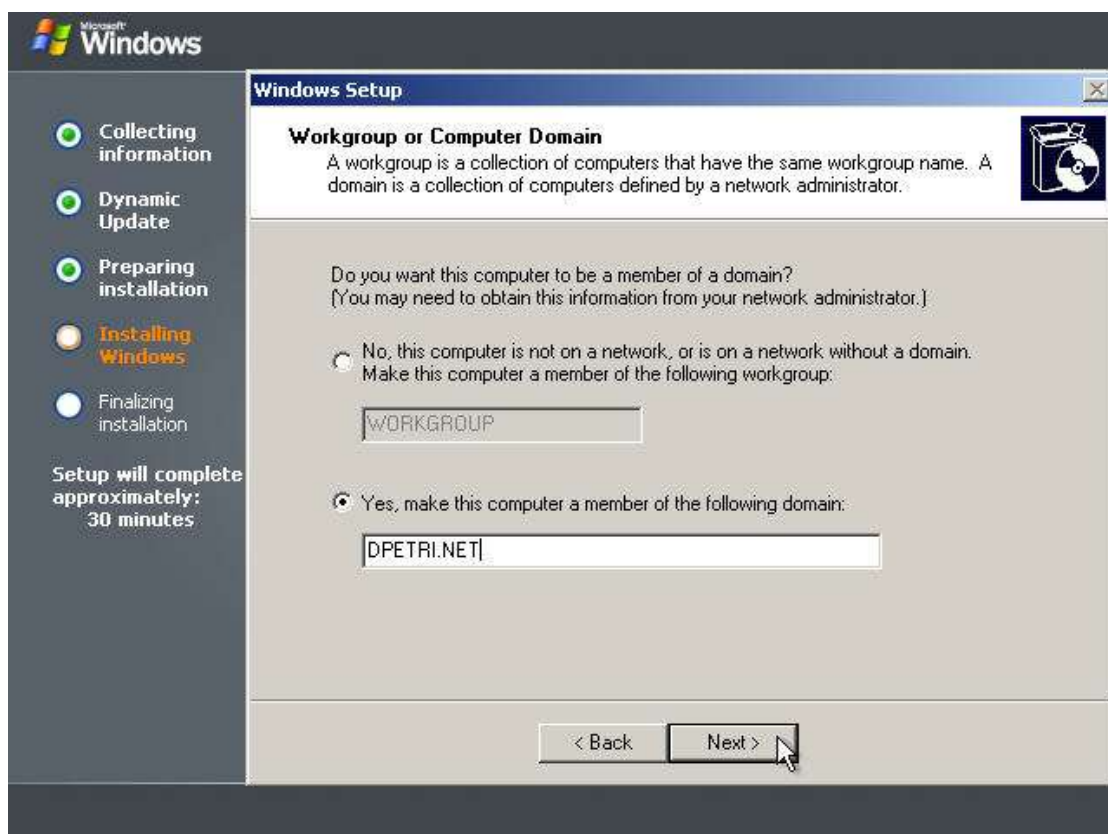 Microsoft
Windows
Collecting
information
Dynamic
Update
Preparing
installation
Installing
Windows
Finalizing
installation
Setup will complete
approximately:
30 minutes
Windows Setup
Workgroup or Computer Domain
A workgroup is a collection of computers that have the same workgroup name. A
domain is a collection of computers defined by a network administrator.
Do you want this computer to be a member of a domain?
(You may need to obtain this information from your network administrator.)
No, this computer is not on a network, or is on a network without a domain.
Make this computer a member of the following workgroup:
WORKGROUP
Yes, make this computer a member of the following domain:
DPETRI.NET
< Back
Next >